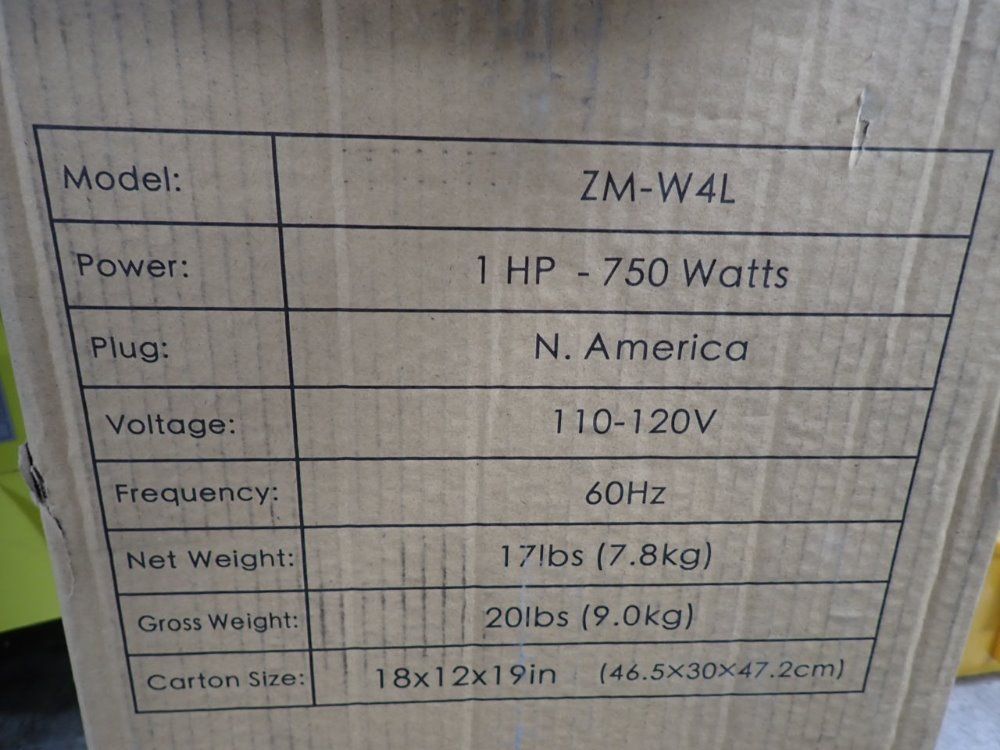 Model: ZM-W4L
Power: 1 HP - 750 Watts
Plug: N. America
Voltage: 110-120V
Frequency: 60Hz
Net Weight: 17lbs (7.8kg)
Gross Weight: 20lbs (9.0kg)
Carton Size: 18x12x19in (46.5×30×47.2cm)